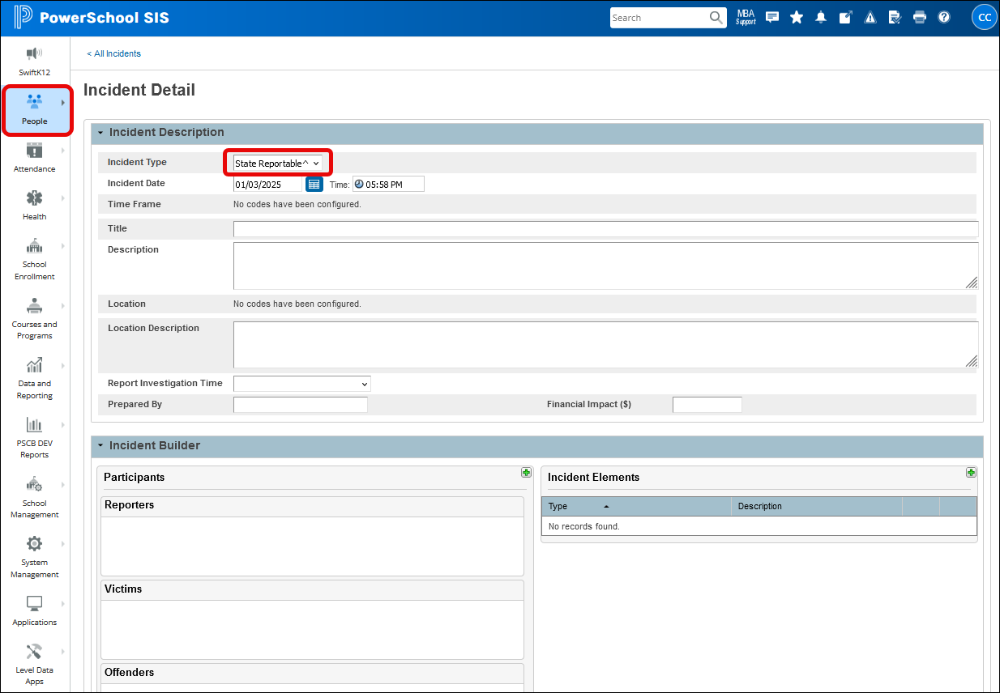 PowerSchool SIS
Search
MBA
Support
CC
SwiftK12
People
Attendance
Health
School
Enrollment
Courses and
Programs
Data and
Reporting
PSCB DEV
Reports
School
Management
System
Management
Applications
Level Data
Apps
< All Incidents
Incident Detail
Incident Description
Incident Type State Reportable^
Incident Date 01/03/2025 Time: 05:58 PM
Time Frame No codes have been configured.
Title
Description
Location No codes have been configured.
Location Description
Report Investigation Time
Prepared By Financial Impact ($)
Incident Builder
Participants
Reporters
Victims
Offenders
Incident Elements
Type Description
No records found.